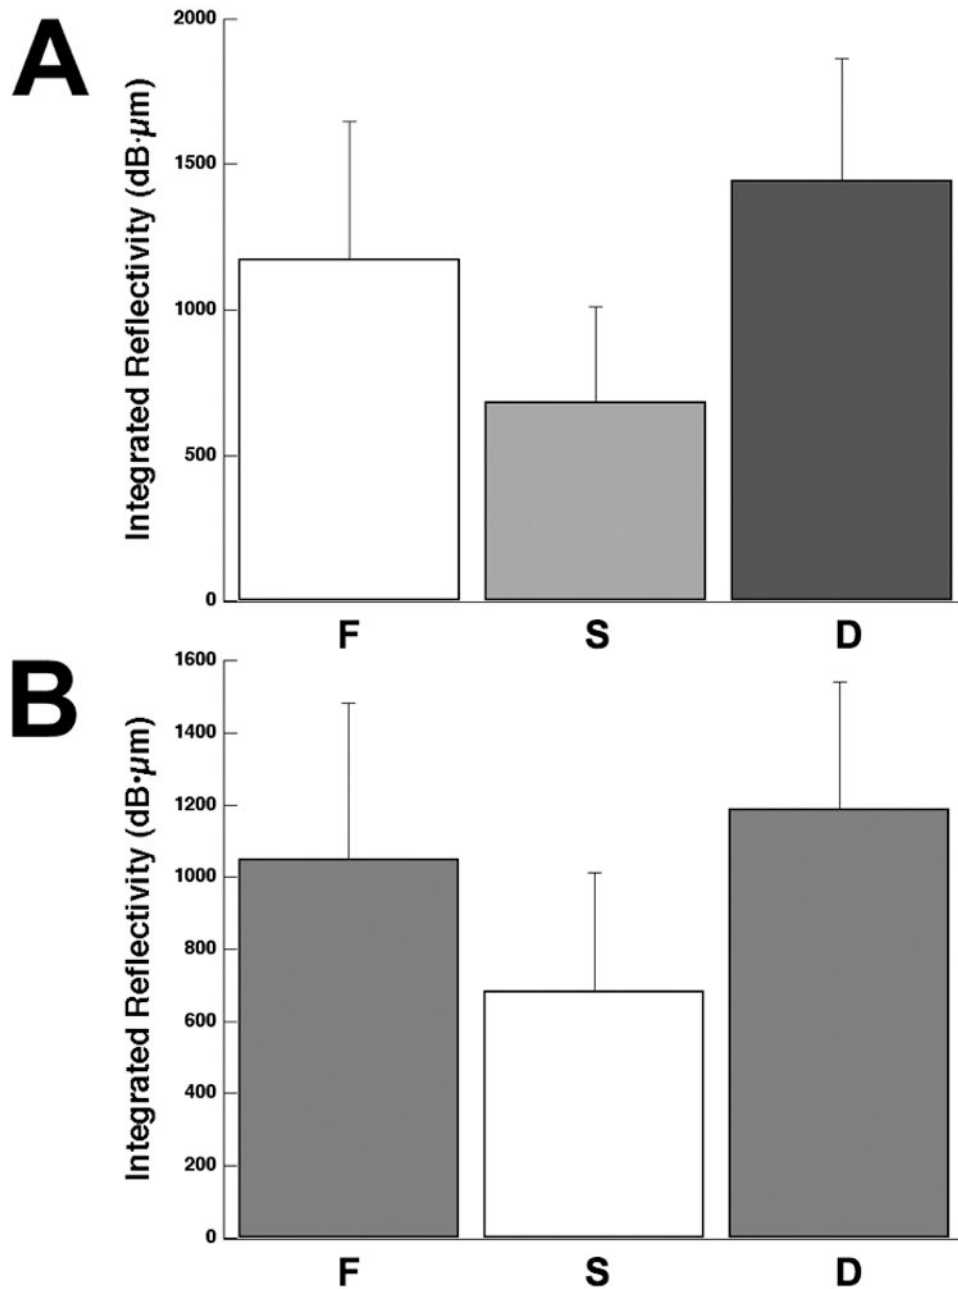 A
Integrated Reflectivity (dB·µm)
2000
1500
1000
500
0
F S D
B
Integrated Reflectivity (dB•µm)
1600
1400
1200
1000
800
600
400
200
0
F S D